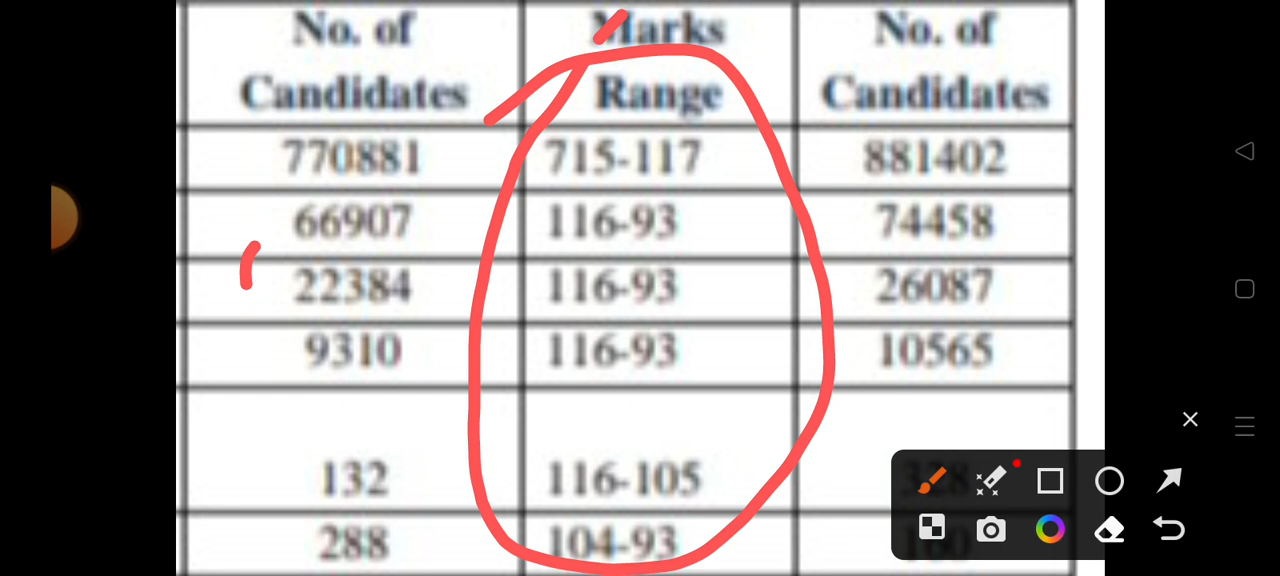 No. of Marks No. of
Candidates Range Candidates
770881 715-117 881402
66907 116-93 74458
22384 116-93 26087
9310 116-93 10565
132 116-105
288 104-93